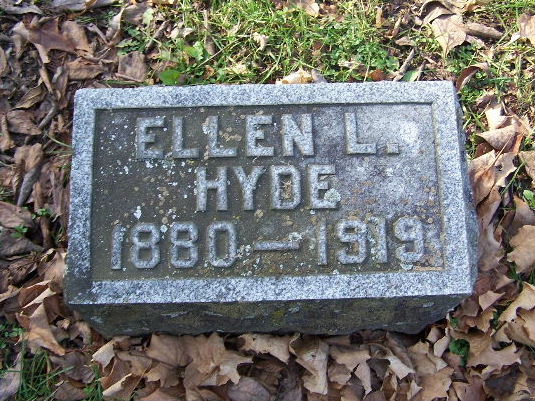 ELLEN L.
HYDE
1880 — 1919